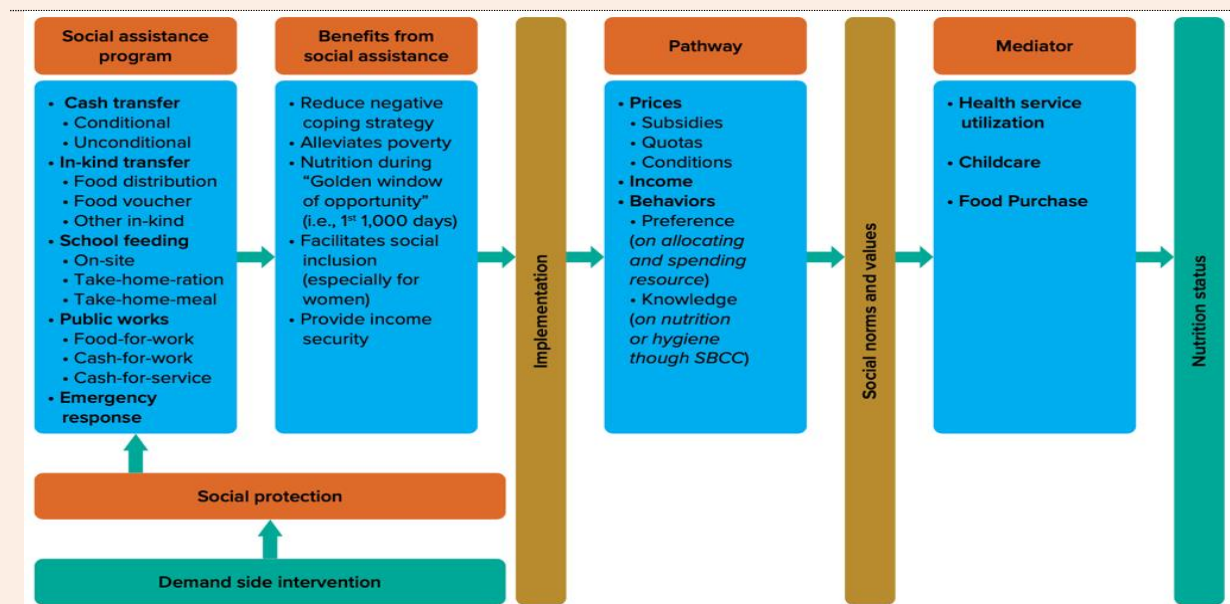 Social assistance
program
• Cash transfer
• Conditional
• Unconditional
• In-kind transfer
• Food distribution
• Food voucher
• Other in-kind
• School feeding
• On-site
• Take-home-ration
• Take-home-meal
• Public works
• Food-for-work
• Cash-for-work
• Cash-for-service
• Emergency
response
Benefits from
social assistance
• Reduce negative
coping strategy
• Alleviates poverty
• Nutrition during
“Golden window
of opportunity”
(i.e., 1st 1,000 days)
• Facilitates social
inclusion
(especially for
women)
• Provide income
security
Implementation
Pathway
• Prices
• Subsidies
• Quotas
• Conditions
• Income
• Behaviors
• Preference
(on allocating
and spending
resource)
• Knowledge
(on nutrition
or hygiene
though SBCC)
Social norms and values
Mediator
• Health service
utilization
• Childcare
• Food Purchase
Nutrition status
Social protection
Demand side intervention